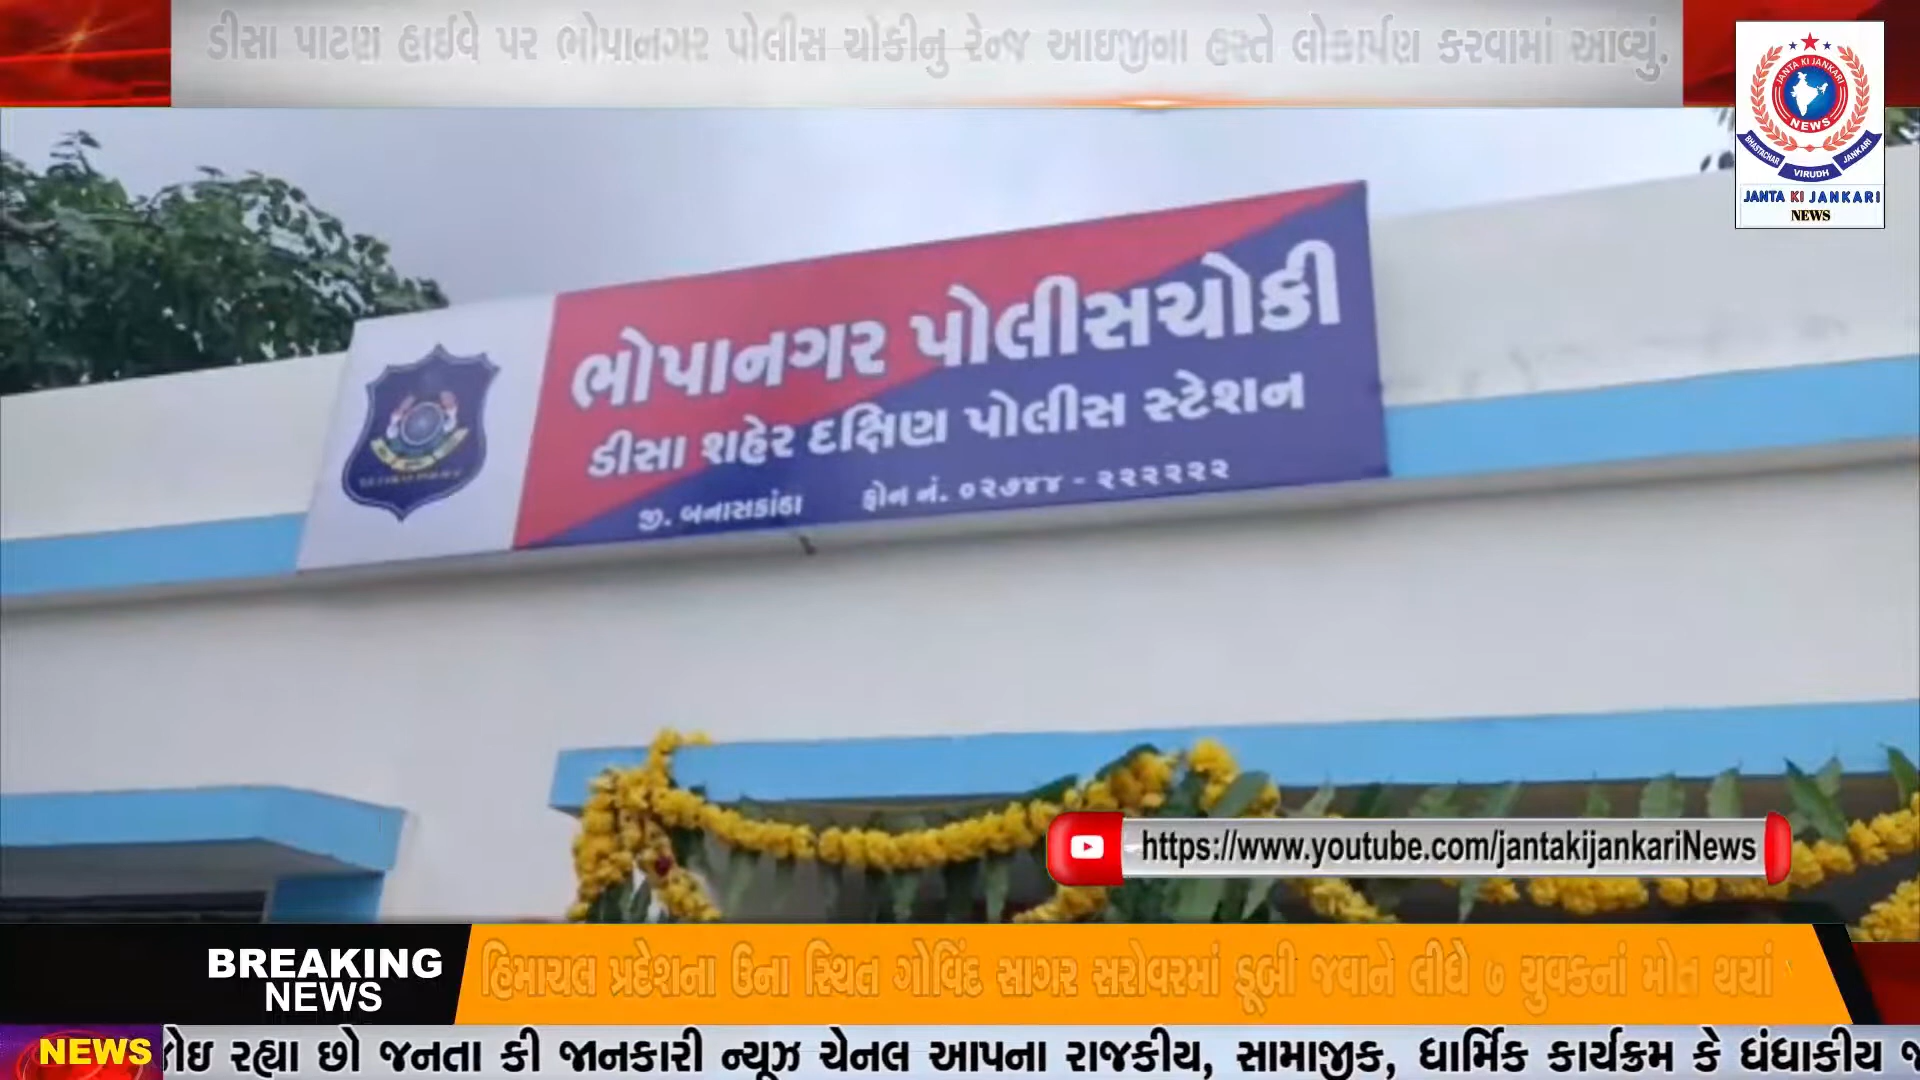 ડીસા પાટણ હાઈવે પર ભોપાનગર પોલીસ ચોકીનુ રેન્જ આઇજીના હસ્તે લોકાર્પણ કરવામાં આવ્યું.
JANTA KI JANKARI
NEWS
BHASTACHAR VIRUDH JANKARI
JANTA KI JANKARI
NEWS
ભોપાનગર પોલીસચોકી
ડીસા શહેર દક્ષિણ પોલીસ સ્ટેશન
જી. બનાસકાંઠા ફોન નં. ૦૨૭૪૪ - ૨૨૨૨૨૨
https://www.youtube.com/jantakijankariNews
BREAKING
NEWS
હિમાચલ પ્રદેશના ઉના સ્થિત ગોવિંદ સાગર સરોવરમાં ડૂબી જવાને લીધે ૭ યુવકનાં મોત થયાં
NEWS
રહ્યા છો જનતા કી જાનકારી ન્યૂઝ ચેનલ આપના રાજકીય, સામાજીક, ધાર્મિક કાર્યક્રમ કે ધંધાકીય